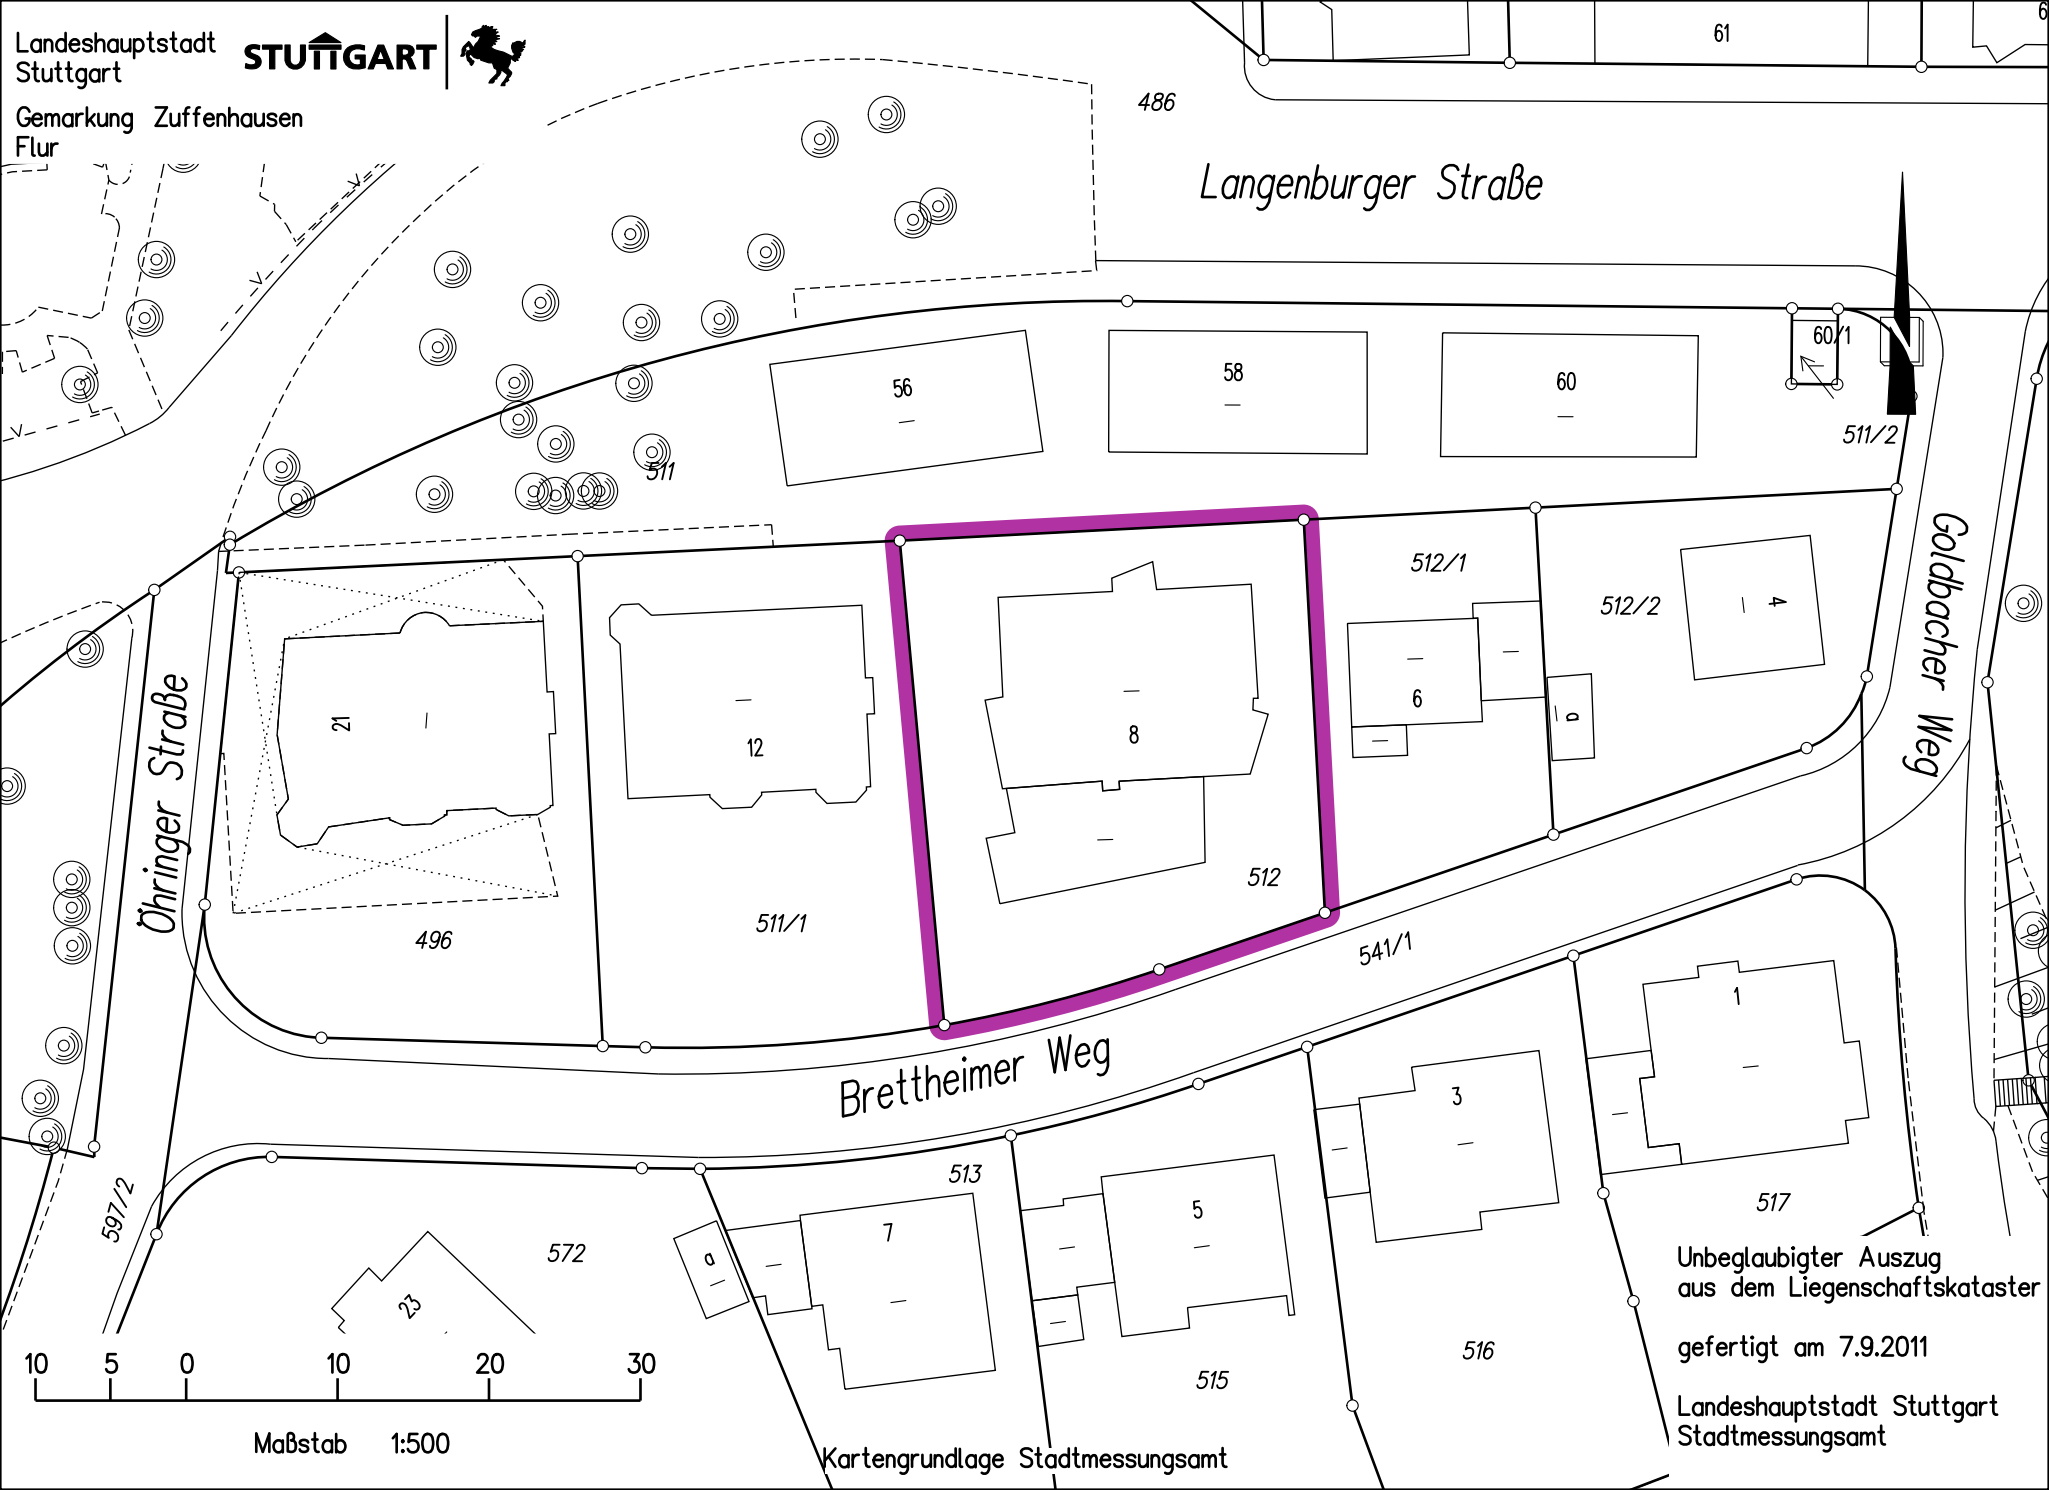 Landeshauptstadt
Stuttgart
STUTTGART
Gemarkung Zuffenhausen
Flur
61
486
Langenburger Straße
60/1
56
58
60
511/2
511
512/1
512/2
4
Goldbacher Weg
Öhringer Straße
21
12
8
6
a
512
496
511/1
541/1
Brettheimer Weg
1
3
5
7
513
517
597/2
572
a
23
516
515
Unbeglaubigter Auszug
aus dem Liegenschaftskataster
gefertigt am 7.9.2011
Landeshauptstadt Stuttgart
Stadtmessungsamt
10 5 0 10 20 30
Maßstab 1:500
Kartengrundlage Stadtmessungsamt